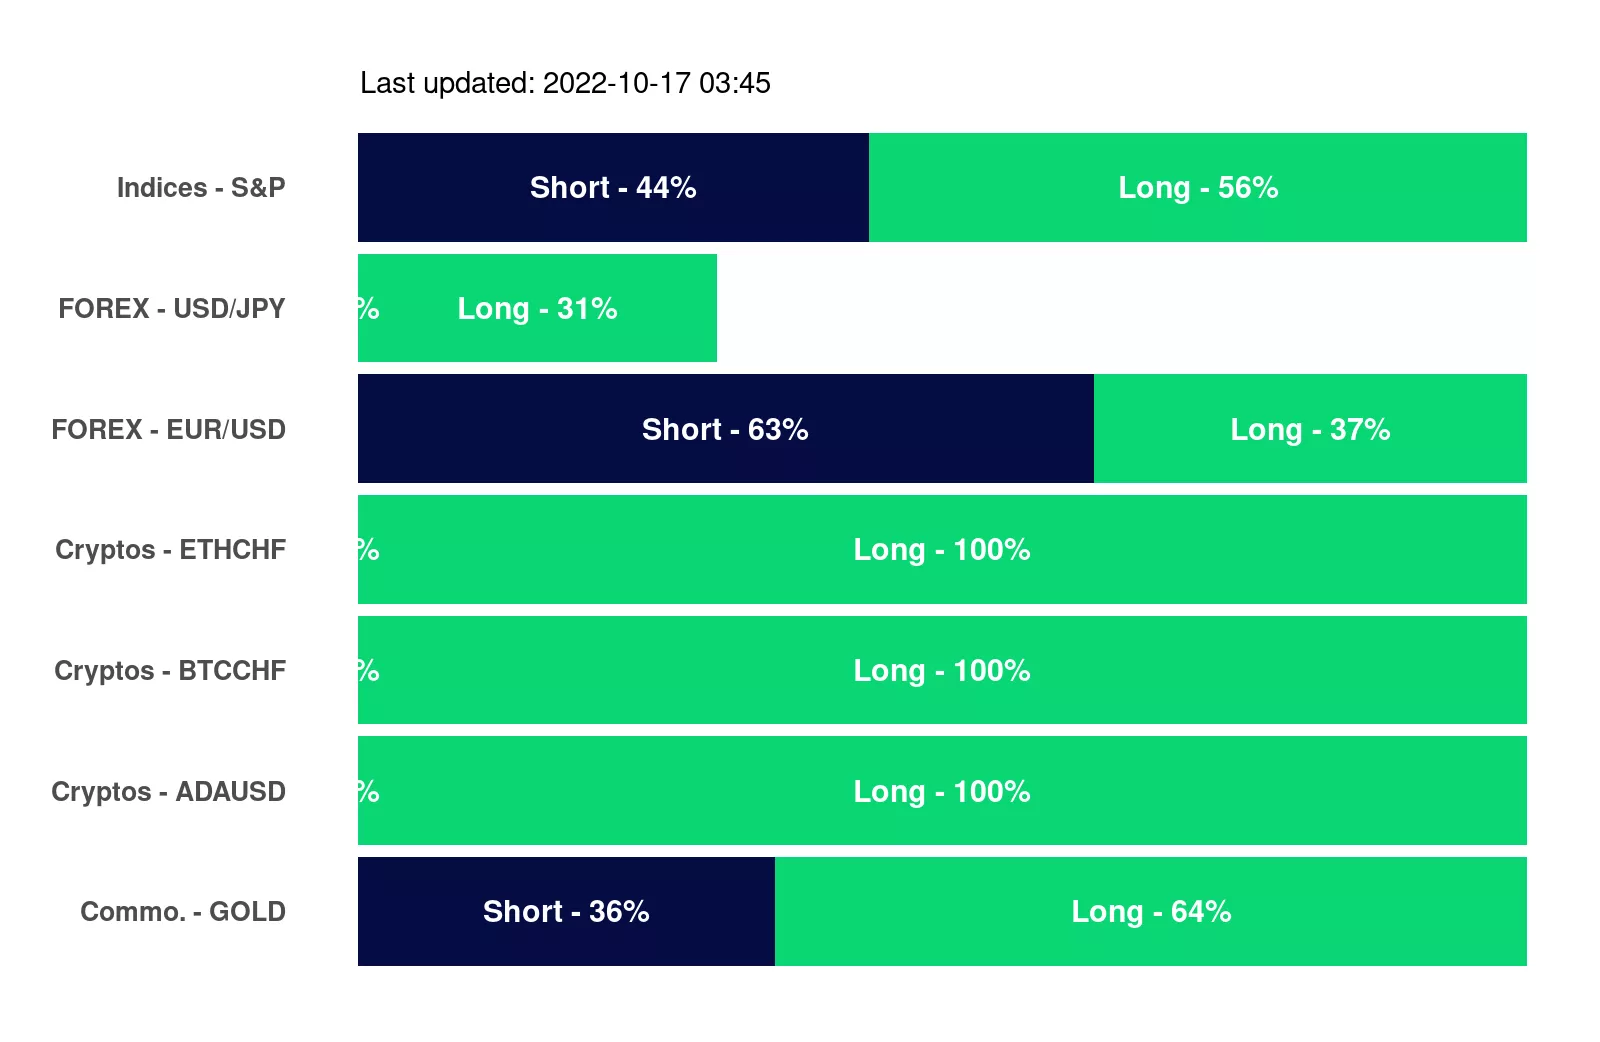 Last updated: 2022-10-17 03:45
Indices - S&P Short - 44% Long - 56%
FOREX - USD/JPY % Long - 31%
FOREX - EUR/USD Short - 63% Long - 37%
Cryptos - ETHCHF % Long - 100%
Cryptos - BTCCHF % Long - 100%
Cryptos - ADAUSD % Long - 100%
Commo. - GOLD Short - 36% Long - 64%